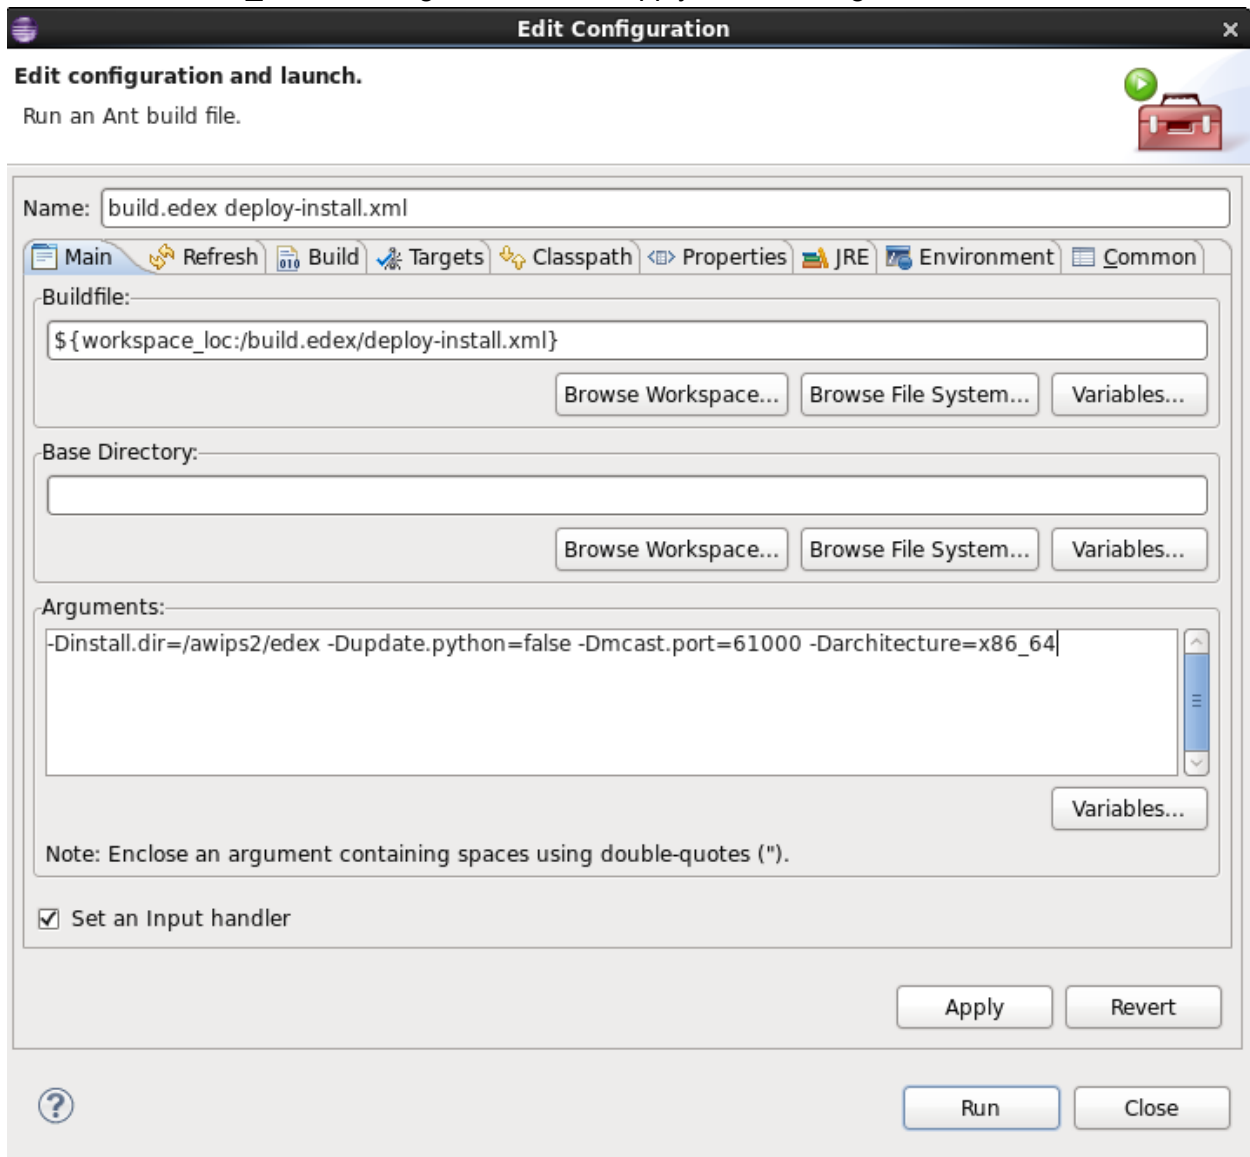 Edit Configuration
Edit configuration and launch.
Run an Ant build file.
Name: build.edex deploy-install.xml
Main Refresh Build Targets Classpath Properties JRE Environment Common
Buildfile:
${workspace_loc:/build.edex/deploy-install.xml}
Browse Workspace... Browse File System... Variables...
Base Directory:
Browse Workspace... Browse File System... Variables...
Arguments:
-Dinstall.dir=/awips2/edex -Dupdate.python=false -Dmcast.port=61000 -Darchitecture=x86_64
Variables...
Note: Enclose an argument containing spaces using double-quotes (").
Set an Input handler
Apply Revert
Run Close